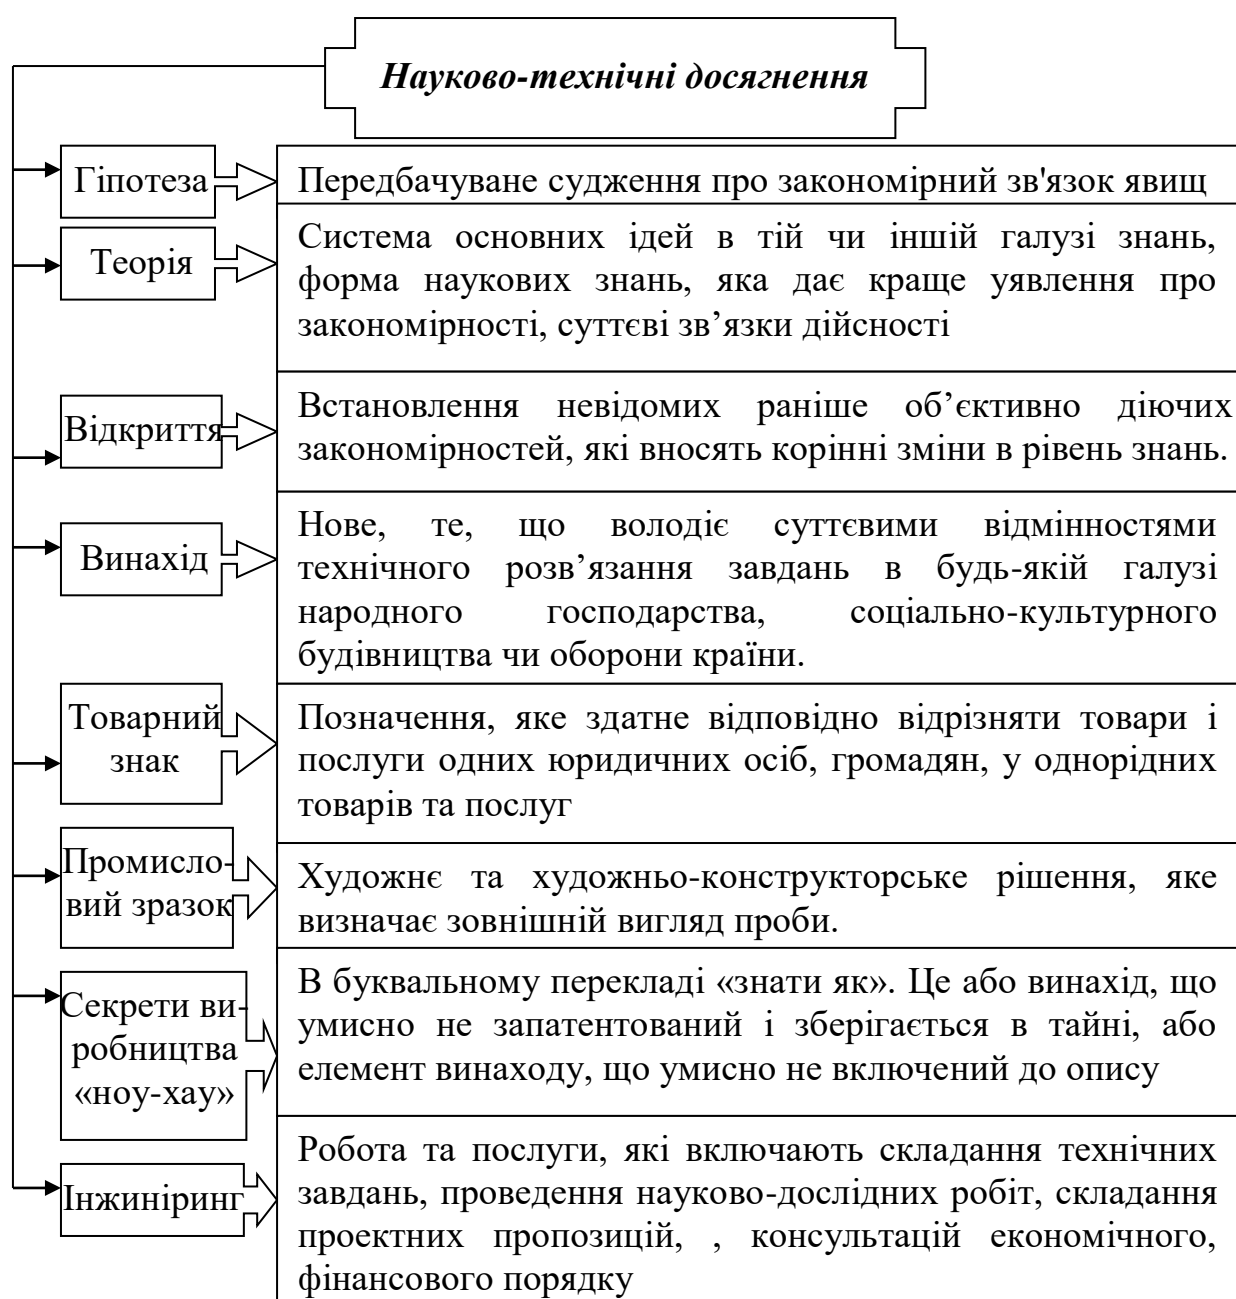 Науково-технічні досягнення
Гіпотеза
Передбачуване судження про закономірний зв'язок явищ
Теорія
Система основних ідей в тій чи іншій галузі знань,
форма наукових знань, яка дає краще уявлення про
закономірності, суттєві зв’язки дійсності
Відкриття
Встановлення невідомих раніше об’єктивно діючих
закономірностей, які вносять корінні зміни в рівень знань.
Винахід
Нове, те, що володіє суттєвими відмінностями
технічного розв’язання завдань в будь-якій галузі
народного господарства, соціально-культурного
будівництва чи оборони країни.
Товарний
знак
Позначення, яке здатне відповідно відрізняти товари і
послуги одних юридичних осіб, громадян, у однорідних
товарів та послуг
Промисло-
вий зразок
Художнє та художньо-конструкторське рішення, яке
визначає зовнішній вигляд проби.
Секрети ви-
робництва
«ноу-хау»
В буквальному перекладі «знати як». Це або винахід, що
умисно не запатентований і зберігається в тайні, або
елемент винаходу, що умисно не включений до опису
Інжиніринг
Робота та послуги, які включають складання технічних
завдань, проведення науково-дослідних робіт, складання
проектних пропозицій, , консультацій економічного,
фінансового порядку